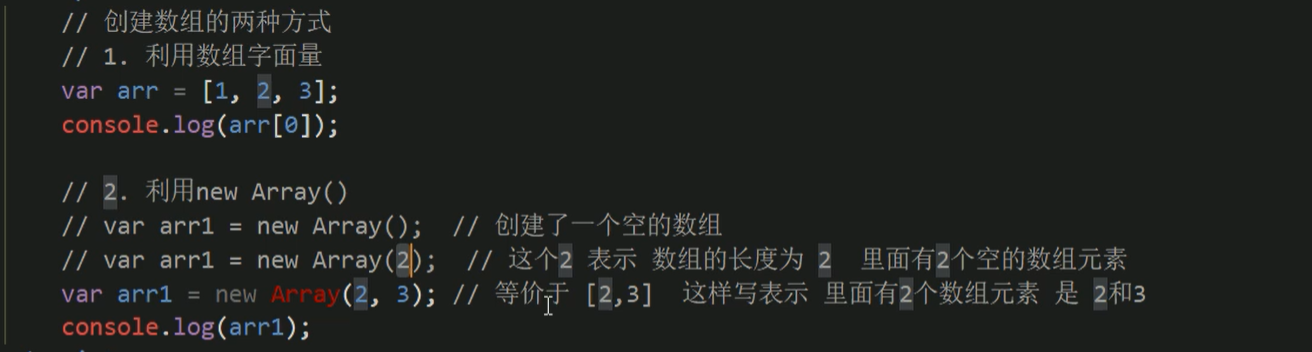 // 创建数组的两种方式
// 1. 利用数组字面量
var arr = [1, 2, 3];
console.log(arr[0]);
// 2. 利用new Array()
// var arr1 = new Array();  // 创建了一个空的数组
// var arr1 = new Array(2);  // 这个2 表示 数组的长度为 2  里面有2个空的数组元素
var arr1 = new Array(2, 3); // 等价于 [2,3]  这样写表示 里面有2个数组元素 是 2和3
console.log(arr1);